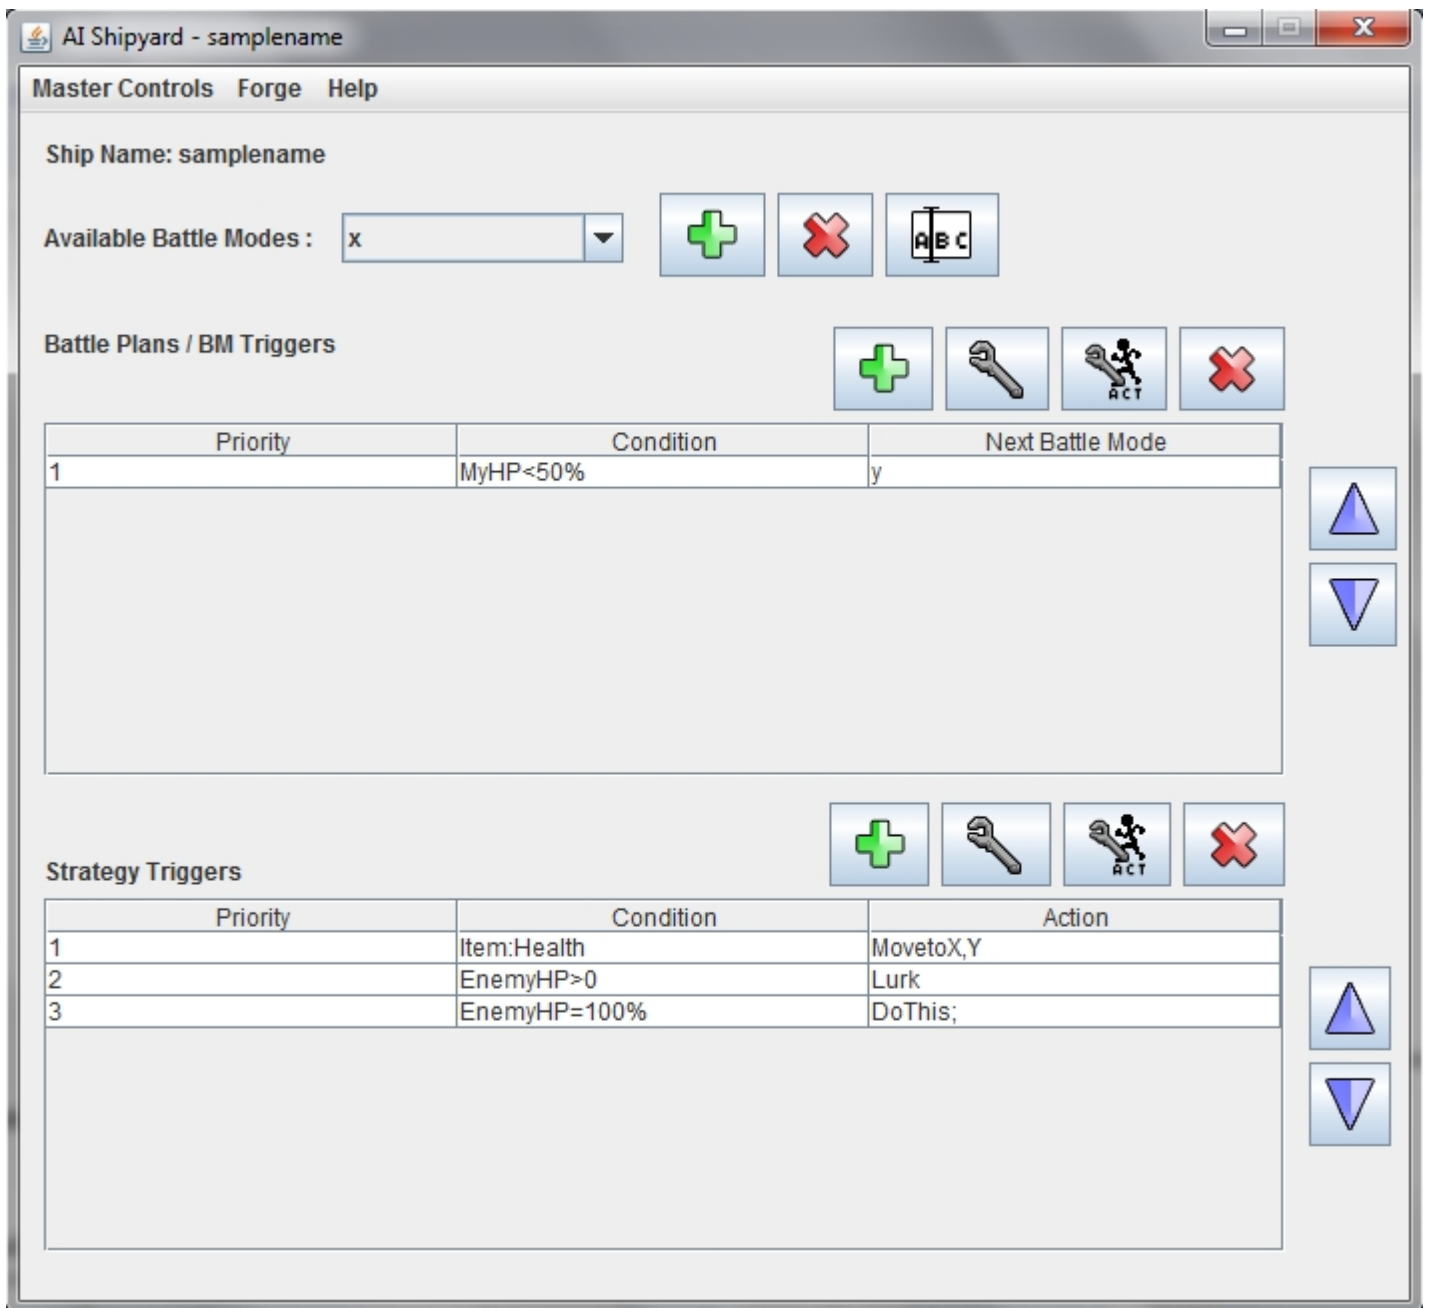 AI Shipyard - samplename
Master Controls Forge Help
Ship Name: samplename
Available Battle Modes : x
ABC
Battle Plans / BM Triggers
ACT
Priority Condition Next Battle Mode
1 MyHP<50% y
ACT
Strategy Triggers
Priority Condition Action
1 Item:Health MovetoX,Y
2 EnemyHP>0 Lurk
3 EnemyHP=100% DoThis;